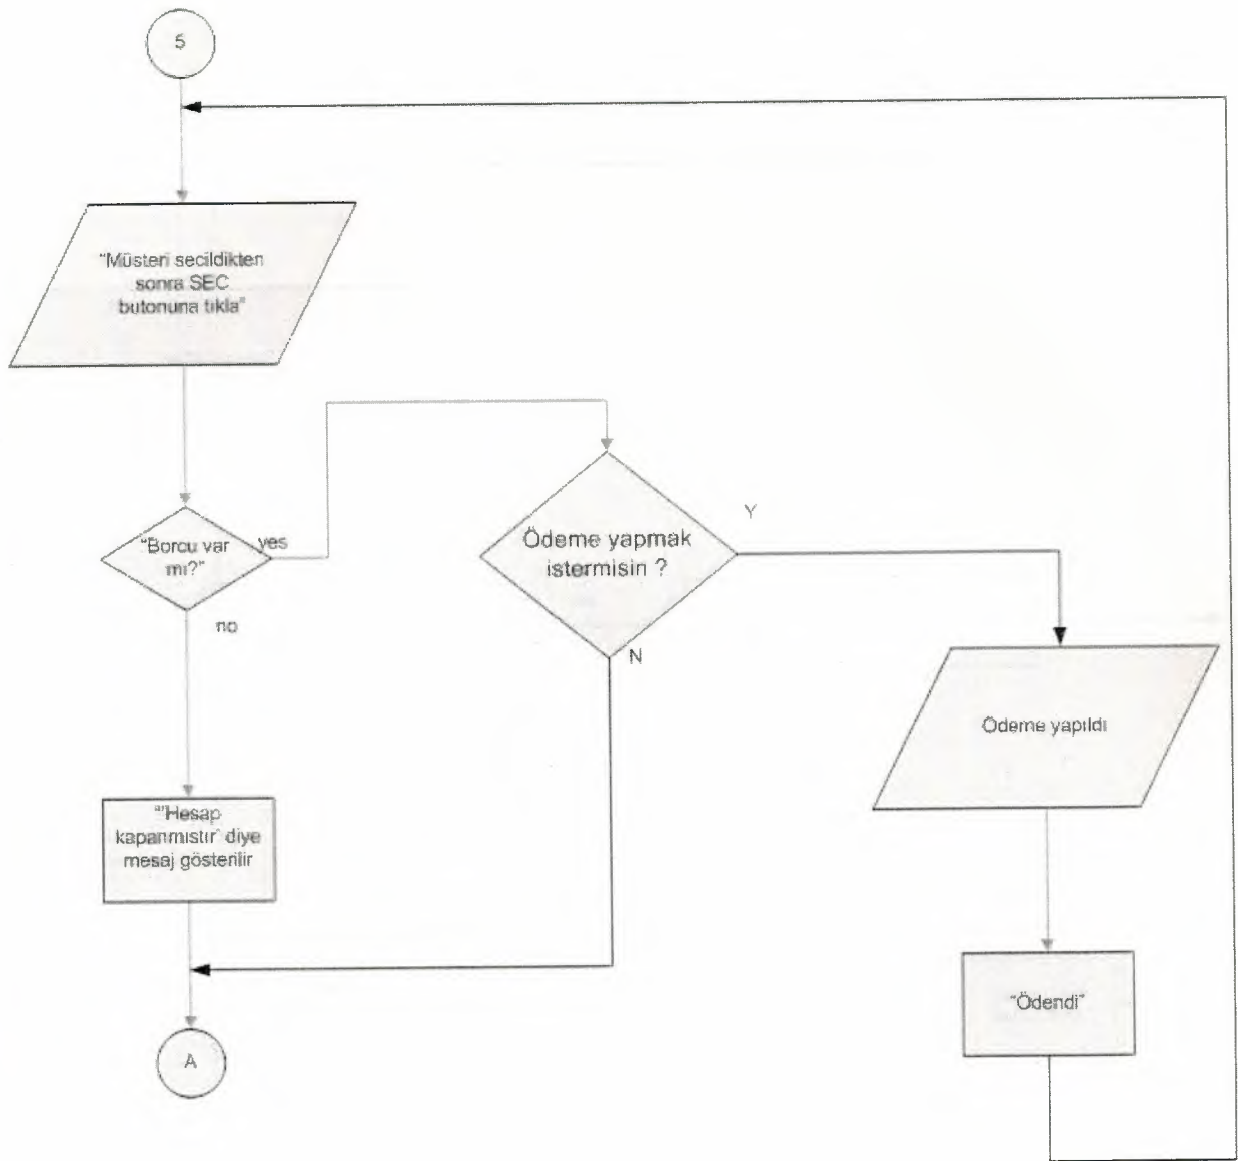 5
"Müsteri secildikten
sonra SEC
butonuna tıkla"
"Borcu var
mı?"
yes
no
Ödeme yapmak
istermisin ?
Y
N
Ödeme yapıldı
"Ödendi"
"'Hesap
kapanmıstır' diye
mesaj gösterilir
A